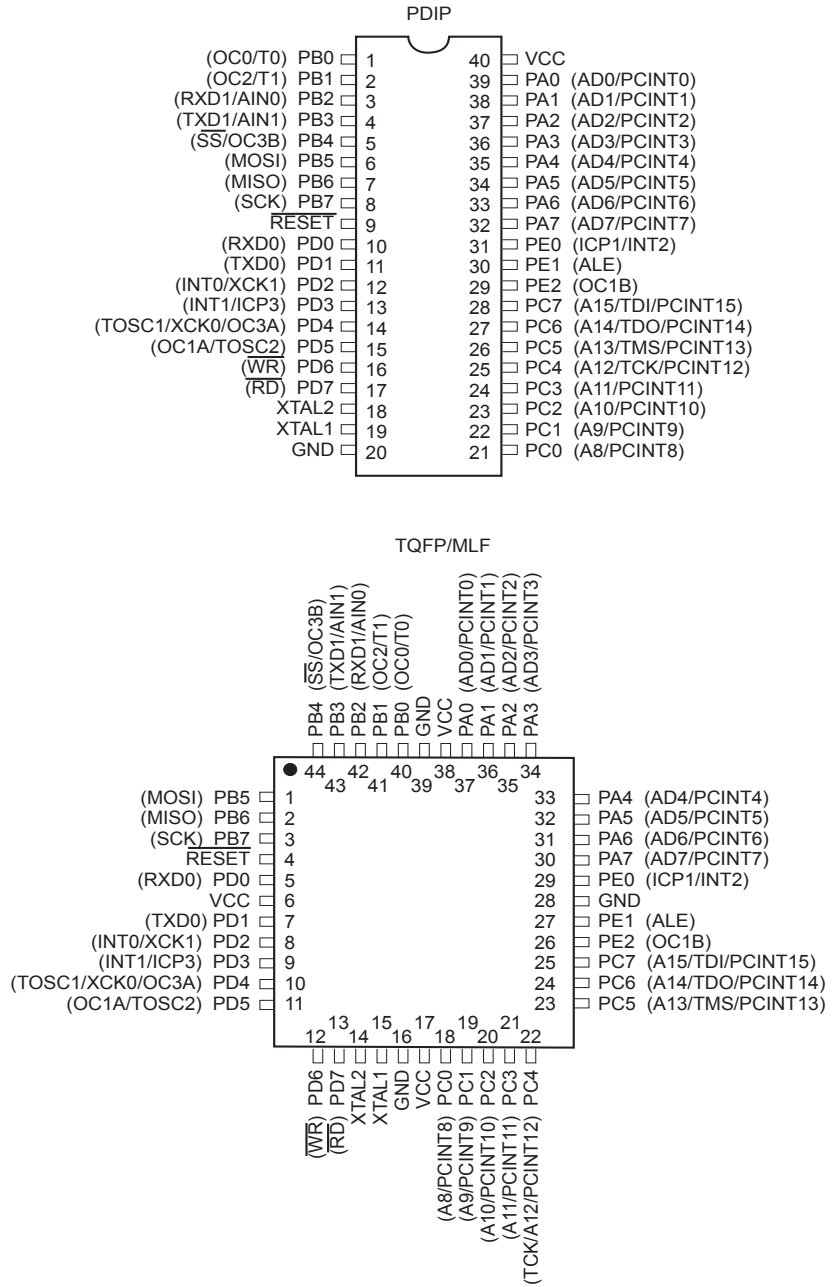 PDIP
(OC0/T0) PB0 1 40 VCC
(OC2/T1) PB1 2 39 PA0 (AD0/PCINT0)
(RXD1/AIN0) PB2 3 38 PA1 (AD1/PCINT1)
(TXD1/AIN1) PB3 4 37 PA2 (AD2/PCINT2)
(SS/OC3B) PB4 5 36 PA3 (AD3/PCINT3)
(MOSI) PB5 6 35 PA4 (AD4/PCINT4)
(MISO) PB6 7 34 PA5 (AD5/PCINT5)
(SCK) PB7 8 33 PA6 (AD6/PCINT6)
RESET 9 32 PA7 (AD7/PCINT7)
(RXD0) PD0 10 31 PE0 (ICP1/INT2)
(TXD0) PD1 11 30 PE1 (ALE)
(INT0/XCK1) PD2 12 29 PE2 (OC1B)
(INT1/ICP3) PD3 13 28 PC7 (A15/TDI/PCINT15)
(TOSC1/XCK0/OC3A) PD4 14 27 PC6 (A14/TDO/PCINT14)
(OC1A/TOSC2) PD5 15 26 PC5 (A13/TMS/PCINT13)
(WR) PD6 16 25 PC4 (A12/TCK/PCINT12)
(RD) PD7 17 24 PC3 (A11/PCINT11)
XTAL2 18 23 PC2 (A10/PCINT10)
XTAL1 19 22 PC1 (A9/PCINT9)
GND 20 21 PC0 (A8/PCINT8)
TQFP/MLF
PB4 (SS/OC3B)
PB3 (TXD1/AIN1)
PB2 (RXD1/AIN0)
PB1 (OC2/T1)
PB0 (OC0/T0)
GND
VCC
PA0 (AD0/PCINT0)
PA1 (AD1/PCINT1)
PA2 (AD2/PCINT2)
PA3 (AD3/PCINT3)
44 42 40 38 36 34
43 41 39 37 35
(MOSI) PB5 1 33 PA4 (AD4/PCINT4)
(MISO) PB6 2 32 PA5 (AD5/PCINT5)
(SCK) PB7 3 31 PA6 (AD6/PCINT6)
RESET 4 30 PA7 (AD7/PCINT7)
(RXD0) PD0 5 29 PE0 (ICP1/INT2)
VCC 6 28 GND
(TXD0) PD1 7 27 PE1 (ALE)
(INT0/XCK1) PD2 8 26 PE2 (OC1B)
(INT1/ICP3) PD3 9 25 PC7 (A15/TDI/PCINT15)
(TOSC1/XCK0/OC3A) PD4 10 24 PC6 (A14/TDO/PCINT14)
(OC1A/TOSC2) PD5 11 23 PC5 (A13/TMS/PCINT13)
13 15 17 19 21
12 14 16 18 20 22
(WR) PD6
(RD) PD7
XTAL2
XTAL1
GND
VCC
(A8/PCINT8) PC0
(A9/PCINT9) PC1
(A10/PCINT10) PC2
(A11/PCINT11) PC3
(TCK/A12/PCINT12) PC4